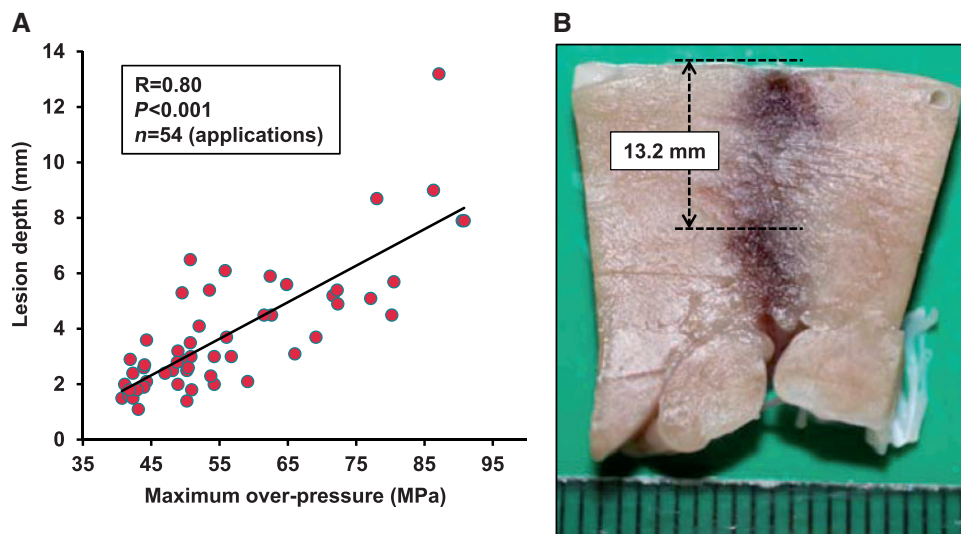 A
B
14
12
10
8
6
4
2
0
Lesion depth (mm)
R=0.80
P<0.001
n=54 (applications)
35 45 55 65 75 85 95
Maximum over-pressure (MPa)
13.2 mm